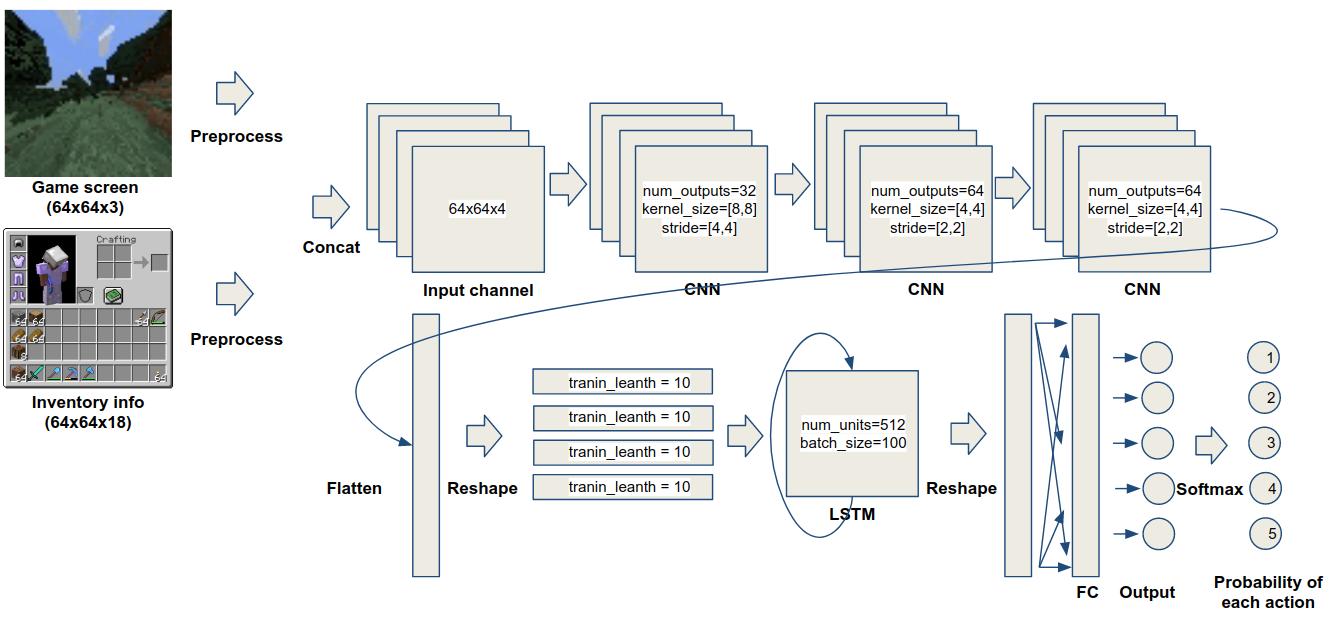 Game screen
(64x64x3)
Preprocess
Crafting
64
64
64
64
64
8
64
64
Inventory info
(64x64x18)
Preprocess
Concat
64x64x4
Input channel
num_outputs=32
kernel_size=[8,8]
stride=[4,4]
CNN
num_outputs=64
kernel_size=[4,4]
stride=[2,2]
CNN
num_outputs=64
kernel_size=[4,4]
stride=[2,2]
CNN
Flatten
Reshape
tranin_leanth = 10
tranin_leanth = 10
tranin_leanth = 10
tranin_leanth = 10
num_units=512
batch_size=100
LSTM
Reshape
FC
Output
Softmax
1
2
3
4
5
Probability of
each action